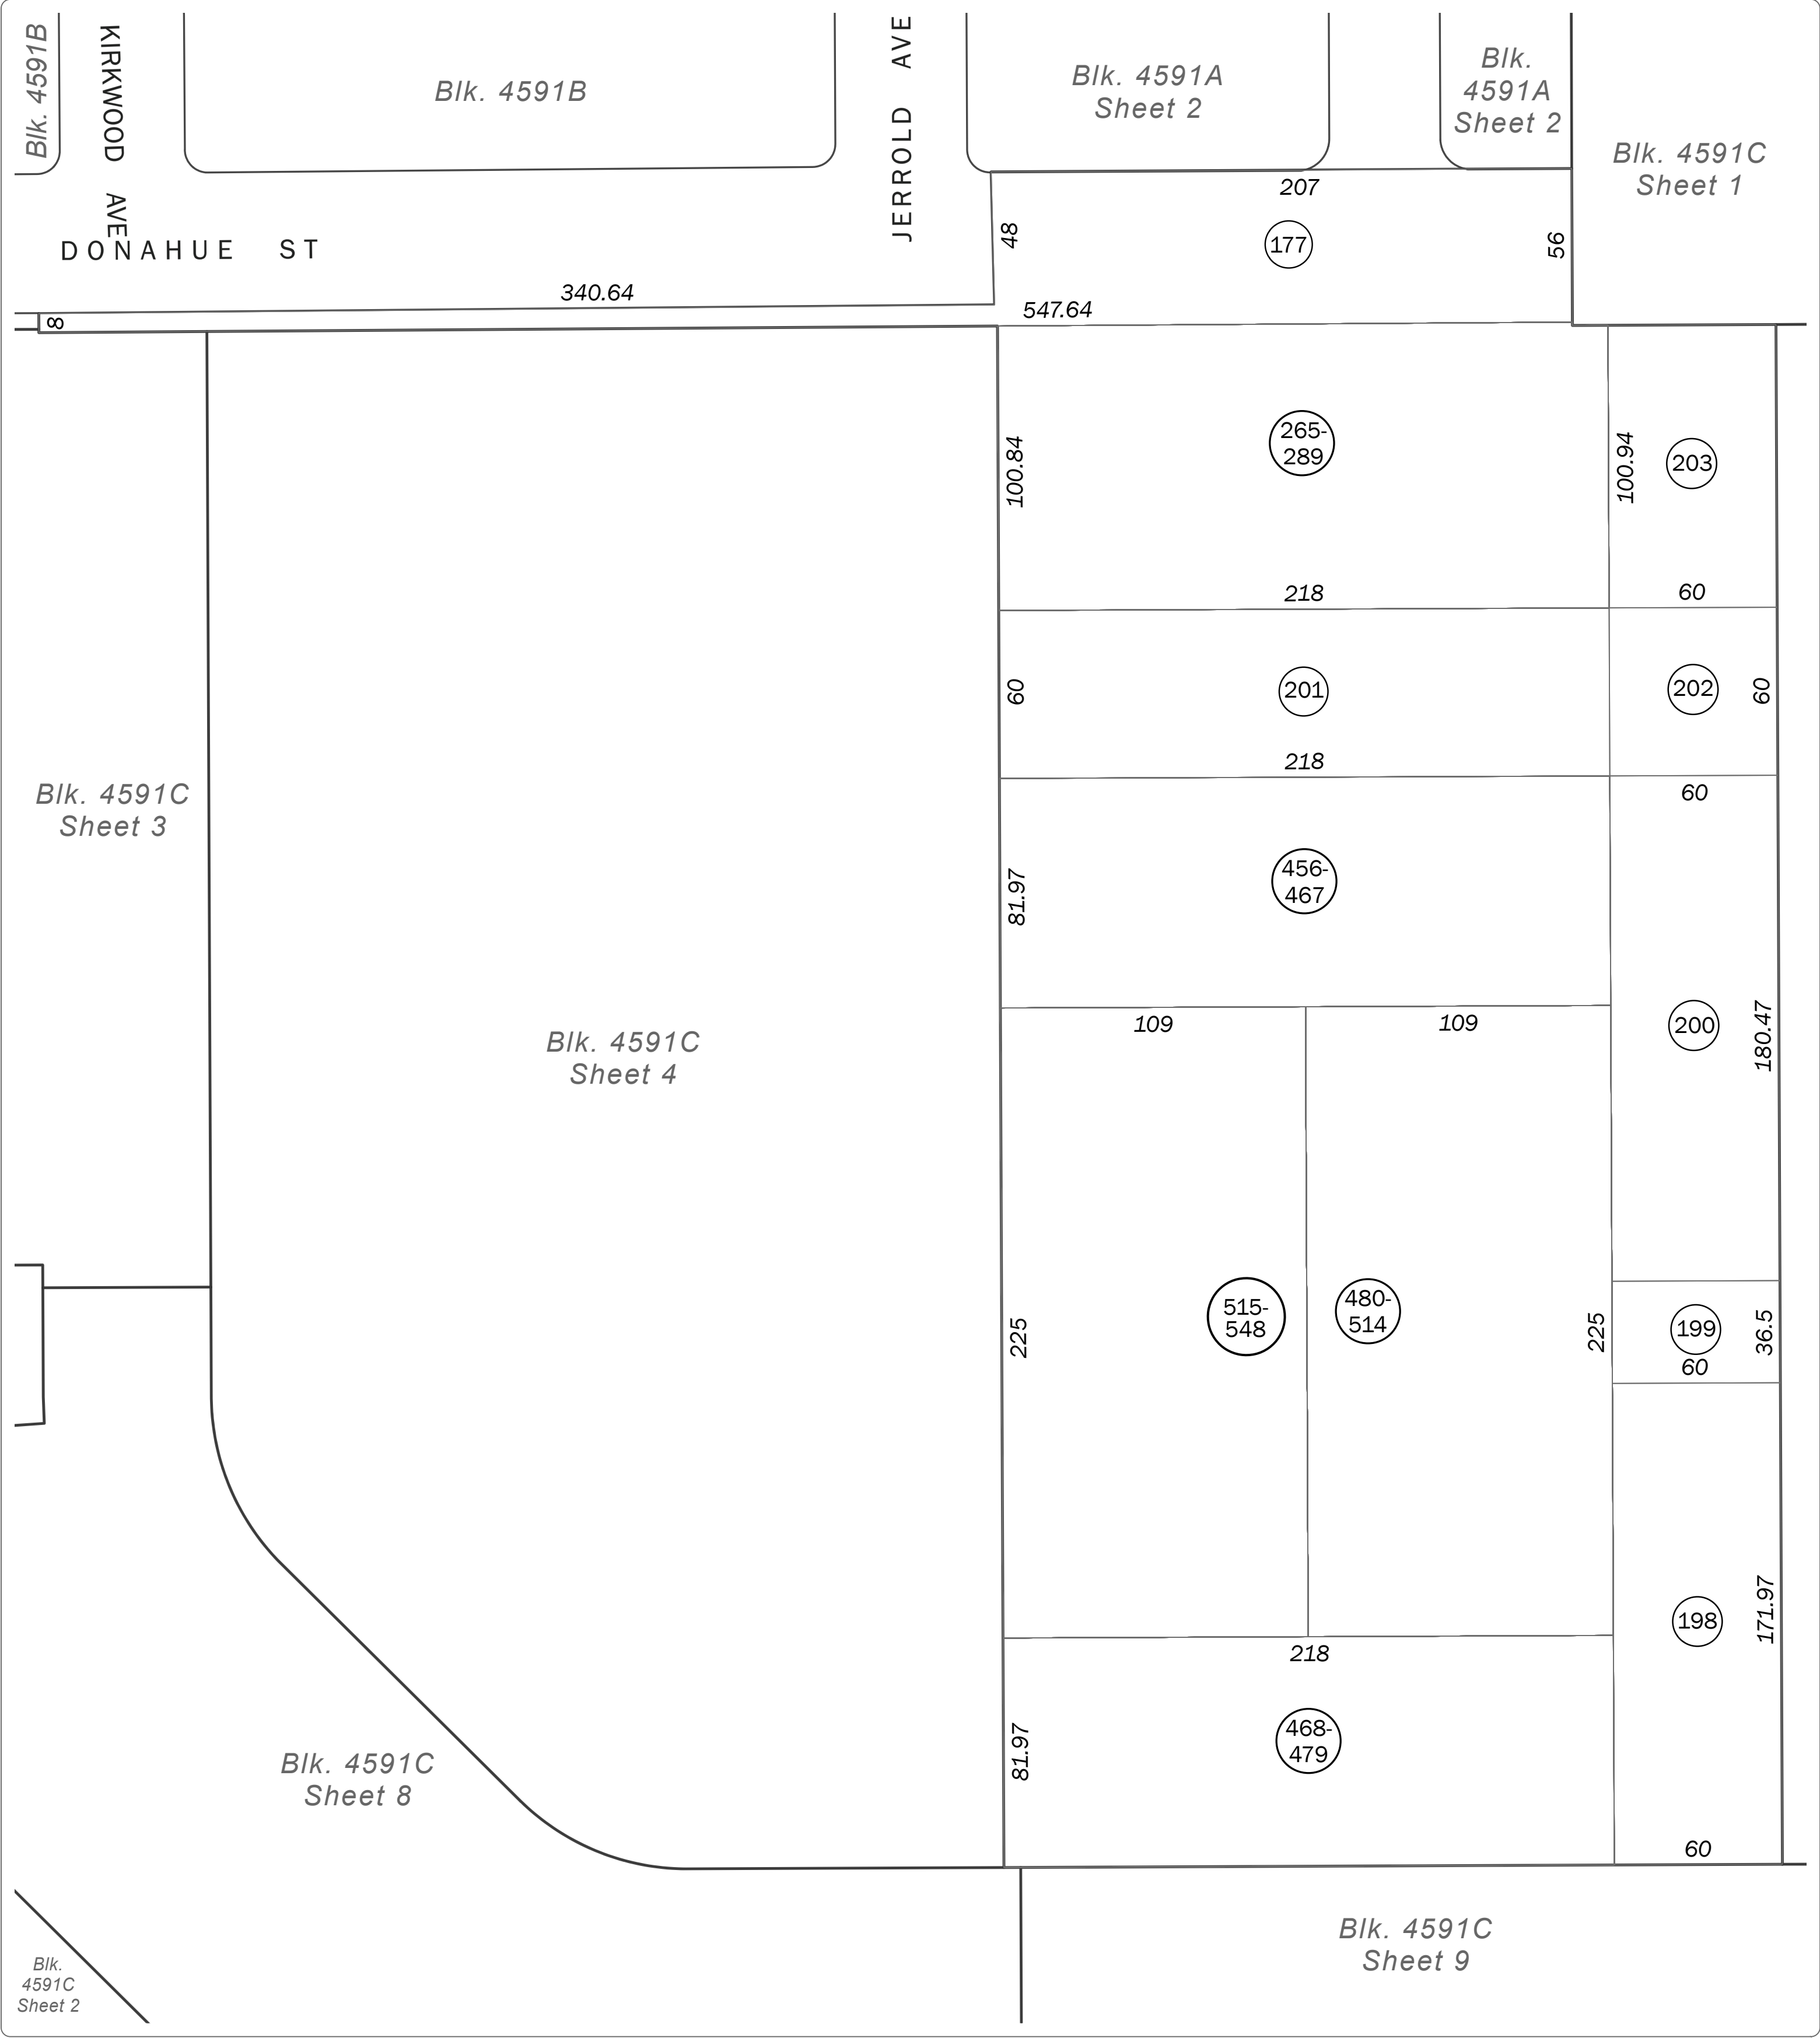 Blk. 4591B
KIRKWOOD AVE
Blk. 4591B
JERROLD AVE
Blk. 4591A
Sheet 2
Blk.
4591A
Sheet 2
Blk. 4591C
Sheet 1
DONAHUE ST
207
48
177
56
340.64
547.64
8
265-
289
100.84
100.94
203
218
60
60
201
202
60
218
60
Blk. 4591C
Sheet 3
456-
467
81.97
109
109
200
180.47
Blk. 4591C
Sheet 4
515-
548
480-
514
225
225
199
36.5
60
198
171.97
218
468-
479
81.97
60
Blk. 4591C
Sheet 8
Blk. 4591C
Sheet 9
Blk.
4591C
Sheet 2